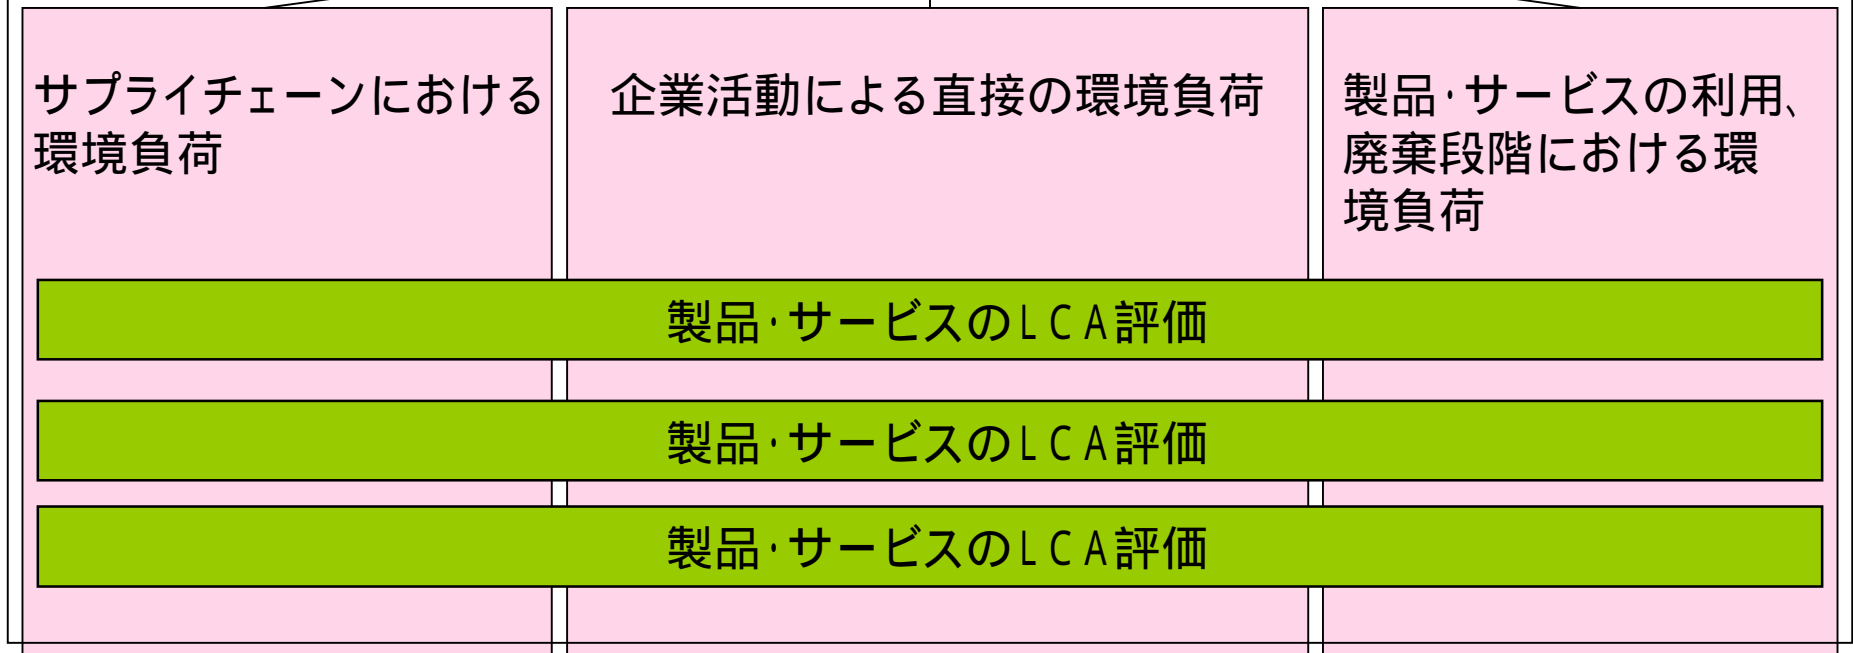 サプライチェーンにおける
環境負荷
企業活動による直接の環境負荷
製品・サービスの利用、
廃棄段階における環
境負荷
製品・サービスのLCA評価
製品・サービスのLCA評価
製品・サービスのLCA評価